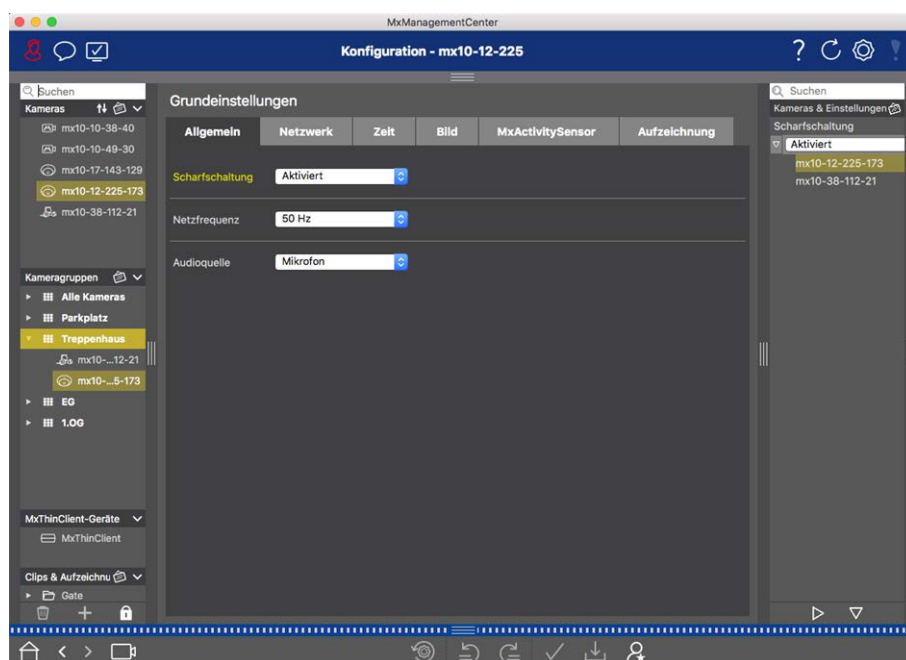 MxManagementCenter
Konfiguration - mx10-12-225
Suchen
Kameras
mx10-10-38-40
mx10-10-49-30
mx10-17-143-129
mx10-12-225-173
mx10-38-112-21
Kameragruppen
Alle Kameras
Parkplatz
Treppenhaus
mx10-...12-21
mx10-...5-173
EG
1.OG
MxThinClient-Geräte
MxThinClient
Clips & Aufzeichnu
Gate
Grundeinstellungen
Allgemein Netzwerk Zeit Bild MxActivitySensor Aufzeichnung
Scharfschaltung Aktiviert
Netzfrequenz 50 Hz
Audioquelle Mikrofon
Suchen
Kameras & Einstellungen
Scharfschaltung
Aktiviert
mx10-12-225-173
mx10-38-112-21